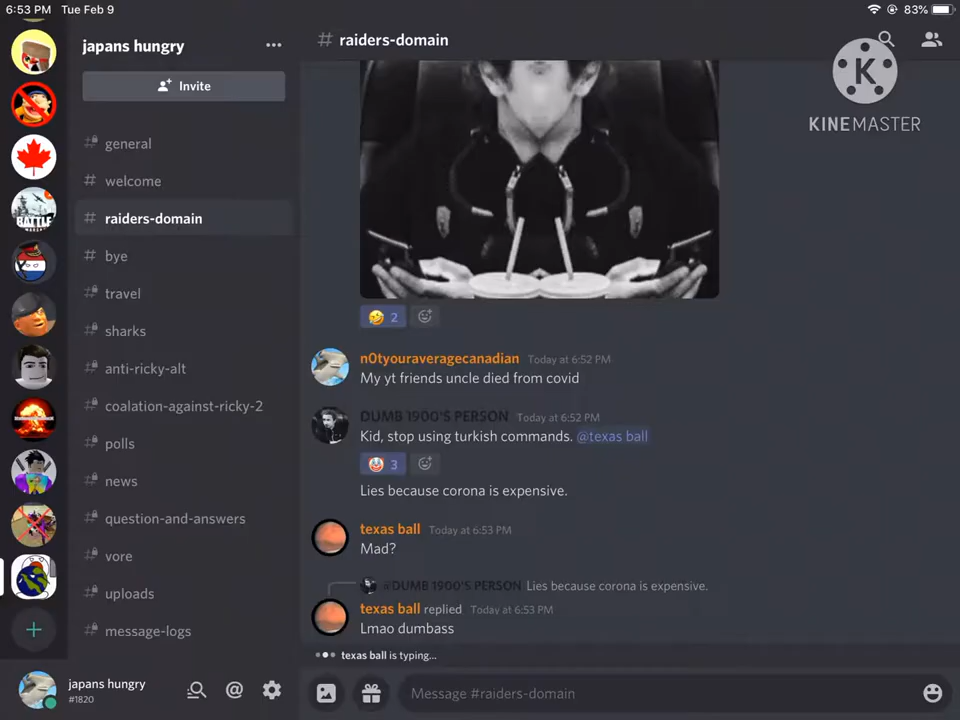 6:53 PM Tue Feb 9
83%
japans hungry
Invite
general
welcome
raiders-domain
bye
travel
sharks
anti-ricky-alt
coalation-against-ricky-2
polls
news
question-and-answers
vore
uploads
message-logs
japans hungry
#1820
# raiders-domain
K
KINEMASTER
2
n0tyouraveragecanadian Today at 6:52 PM
My yt friends uncle died from covid
DUMB 1900'S PERSON Today at 6:52 PM
Kid, stop using turkish commands. @texas ball
3
Lies because corona is expensive.
texas ball Today at 6:53 PM
Mad?
#DUMB 1900'S PERSON Lies because corona is expensive.
texas ball replied Today at 6:53 PM
Lmao dumbass
texas ball is typing...
Message #raiders-domain